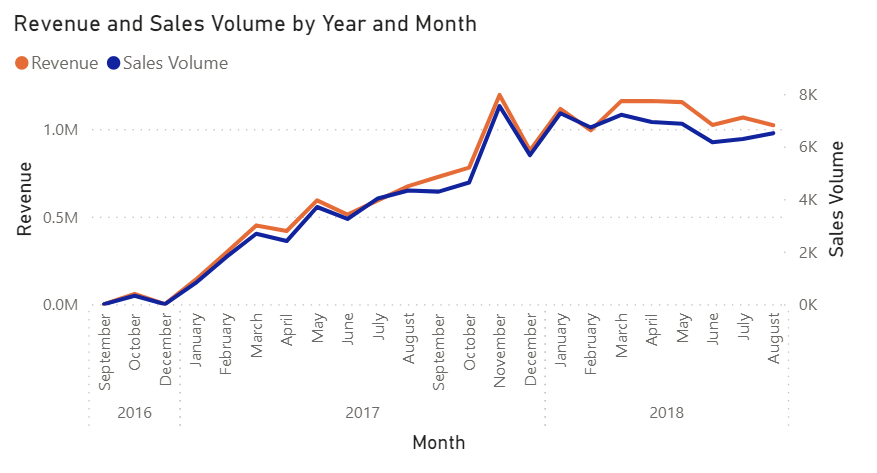 Revenue and Sales Volume by Year and Month
Revenue Sales Volume
8K
1.0M
6K
Revenue
Sales Volume
4K
0.5M
2K
0.0M
0K
September October December January February March April May June July August September October November December January February March April May June July August
2016 2017 2018
Month